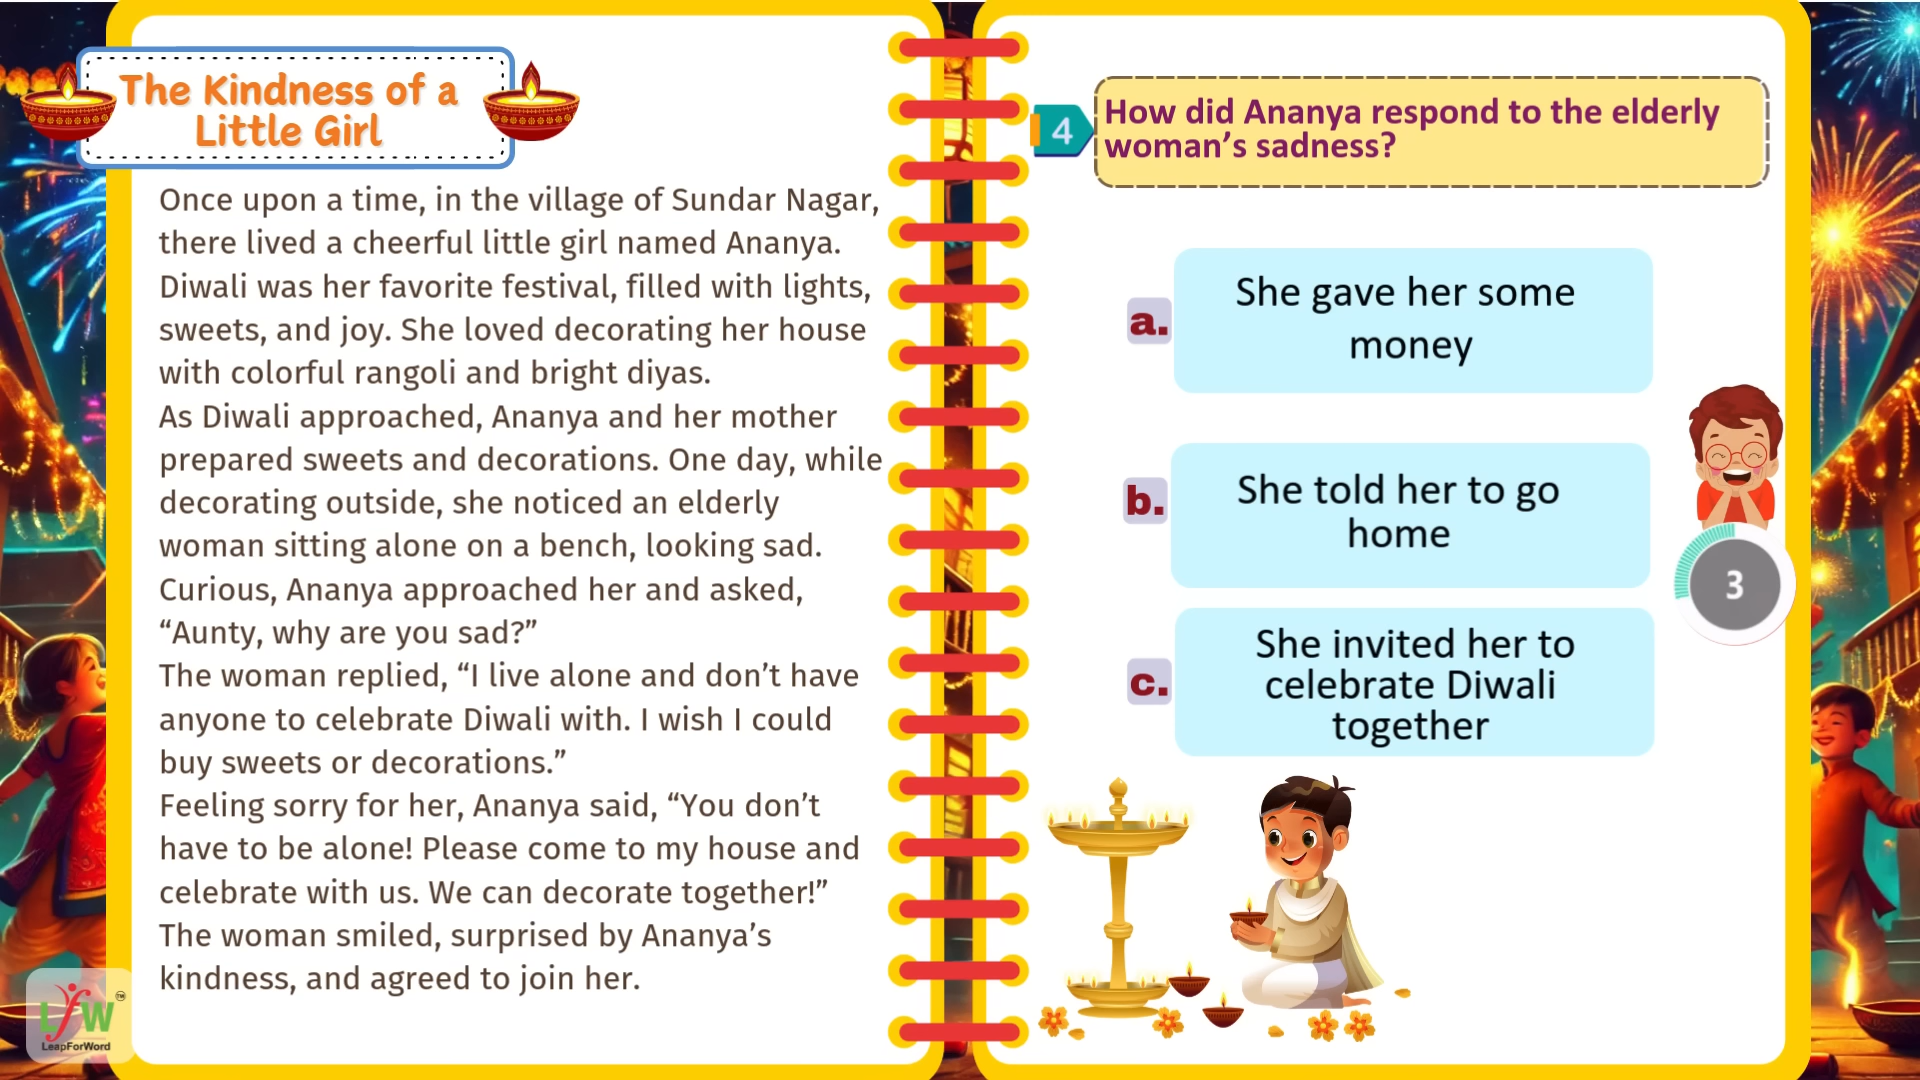 The Kindness of a
Little Girl
Once upon a time, in the village of Sundar Nagar,
there lived a cheerful little girl named Ananya.
Diwali was her favorite festival, filled with lights,
sweets, and joy. She loved decorating her house
with colorful rangoli and bright diyas.
As Diwali approached, Ananya and her mother
prepared sweets and decorations. One day, while
decorating outside, she noticed an elderly
woman sitting alone on a bench, looking sad.
Curious, Ananya approached her and asked,
“Aunty, why are you sad?”
The woman replied, “I live alone and don’t have
anyone to celebrate Diwali with. I wish I could
buy sweets or decorations.”
Feeling sorry for her, Ananya said, “You don’t
have to be alone! Please come to my house and
celebrate with us. We can decorate together!”
The woman smiled, surprised by Ananya’s
kindness, and agreed to join her.
LfW TM
LeapForWord
4
How did Ananya respond to the elderly
woman’s sadness?
a.
She gave her some
money
b.
She told her to go
home
c.
She invited her to
celebrate Diwali
together
3